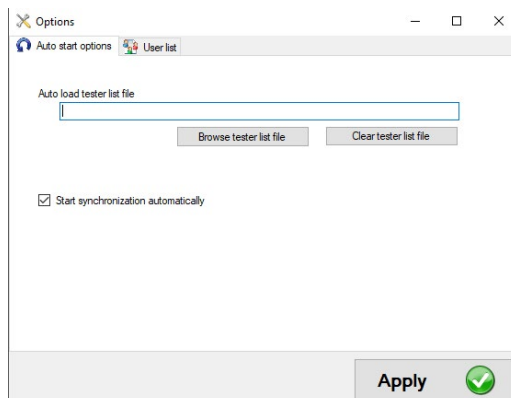 Options
Auto start options User list
Auto load tester list file
Browse tester list file Clear tester list file
Start synchronization automatically
Apply